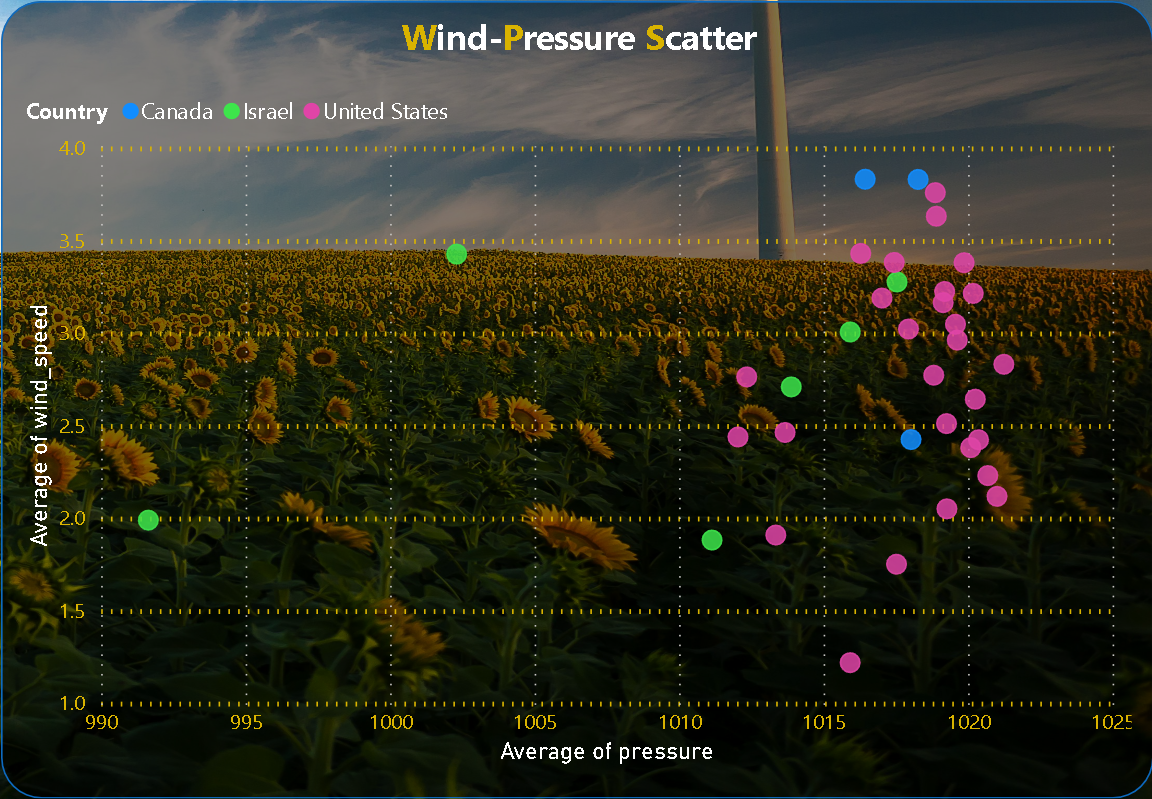 Wind-Pressure Scatter
Country Canada Israel United States
4.0
3.5
3.0
2.5
2.0
1.5
1.0
Average of wind_speed
990 995 1000 1005 1010 1015 1020 1025
Average of pressure